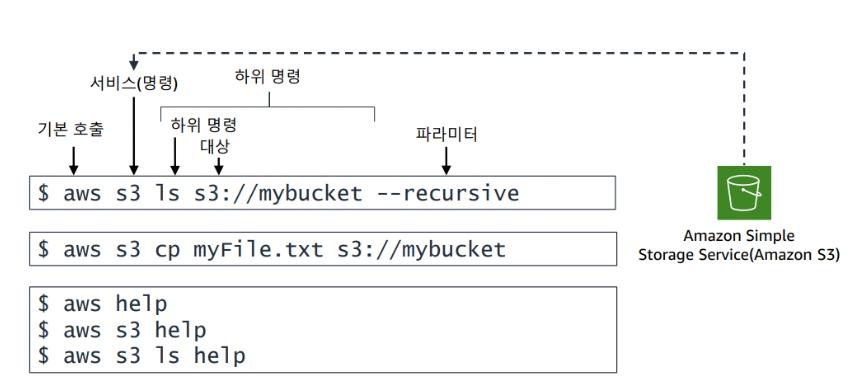 하위 명령
서비스(명령)
기본 호출
하위 명령
대상
파라미터
$ aws s3 ls s3://mybucket --recursive
$ aws s3 cp myFile.txt s3://mybucket
$ aws help
$ aws s3 help
$ aws s3 ls help
Amazon Simple
Storage Service(Amazon S3)